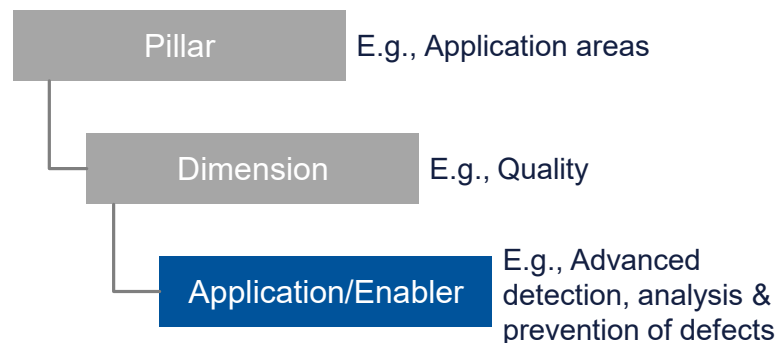 Pillar
E.g., Application areas
Dimension
E.g., Quality
Application/Enabler
E.g., Advanced
detection, analysis &
prevention of defects